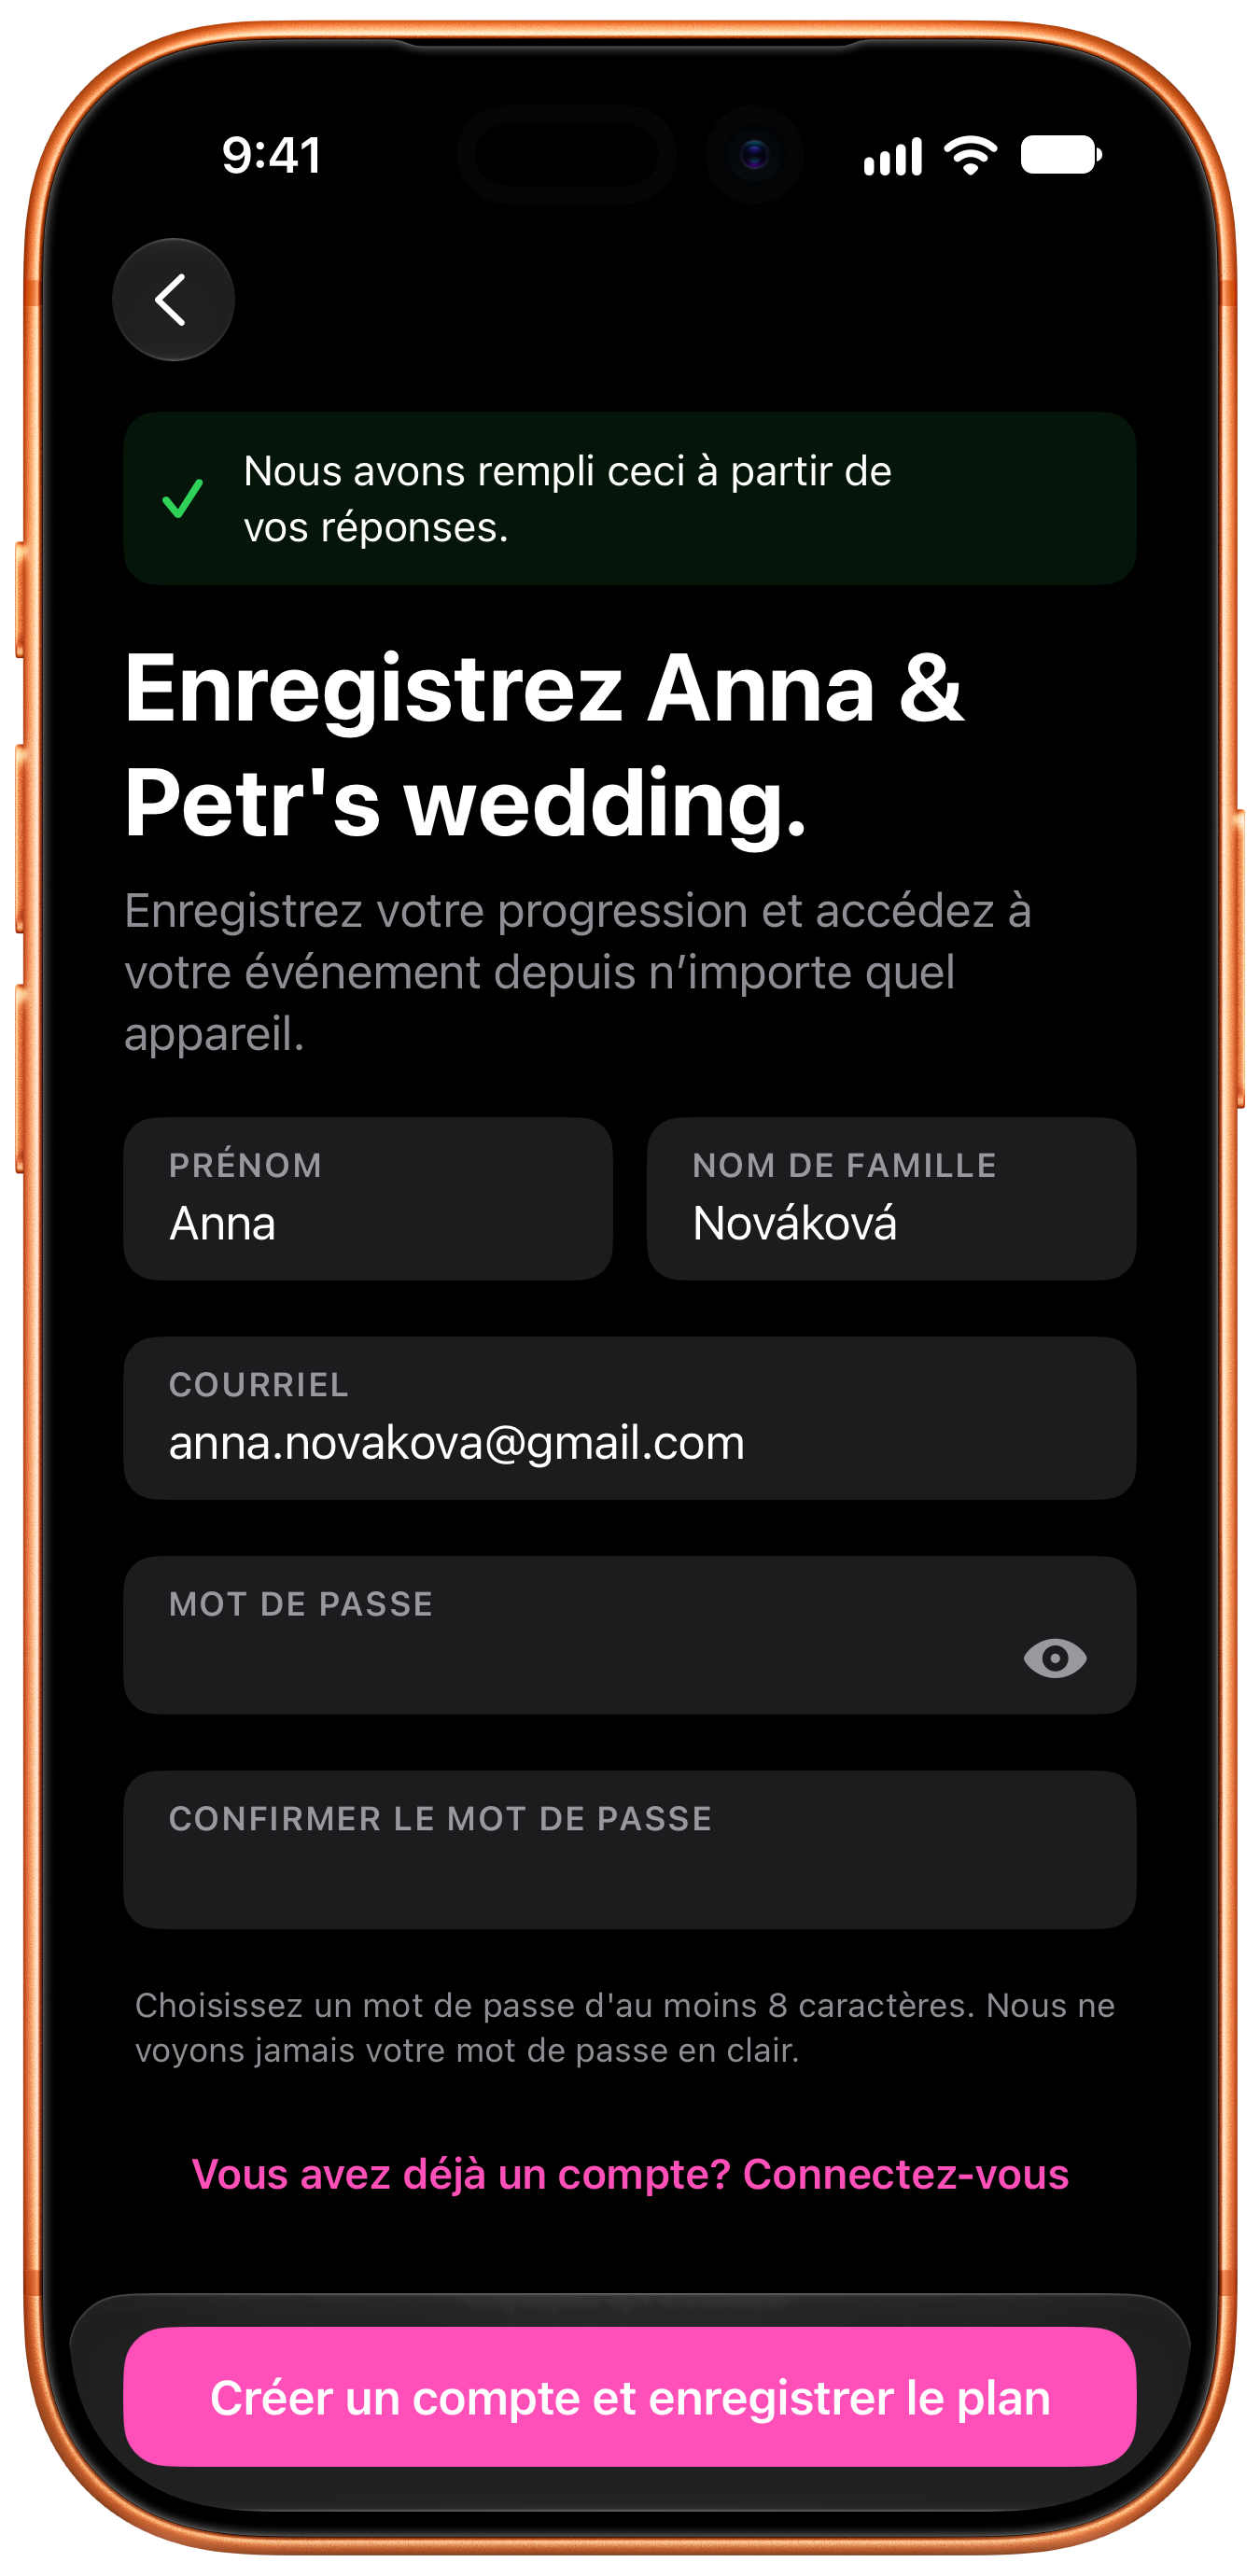 9:41
Nous avons rempli ceci à partir de
vos réponses.
Enregistrez Anna &
Petr's wedding.
Enregistrez votre progression et accédez à
votre événement depuis n’importe quel
appareil.
PRÉNOM
Anna
NOM DE FAMILLE
Nováková
COURRIEL
anna.novakova@gmail.com
MOT DE PASSE
CONFIRMER LE MOT DE PASSE
Choisissez un mot de passe d'au moins 8 caractères. Nous ne
voyons jamais votre mot de passe en clair.
Vous avez déjà un compte? Connectez-vous
Créer un compte et enregistrer le plan